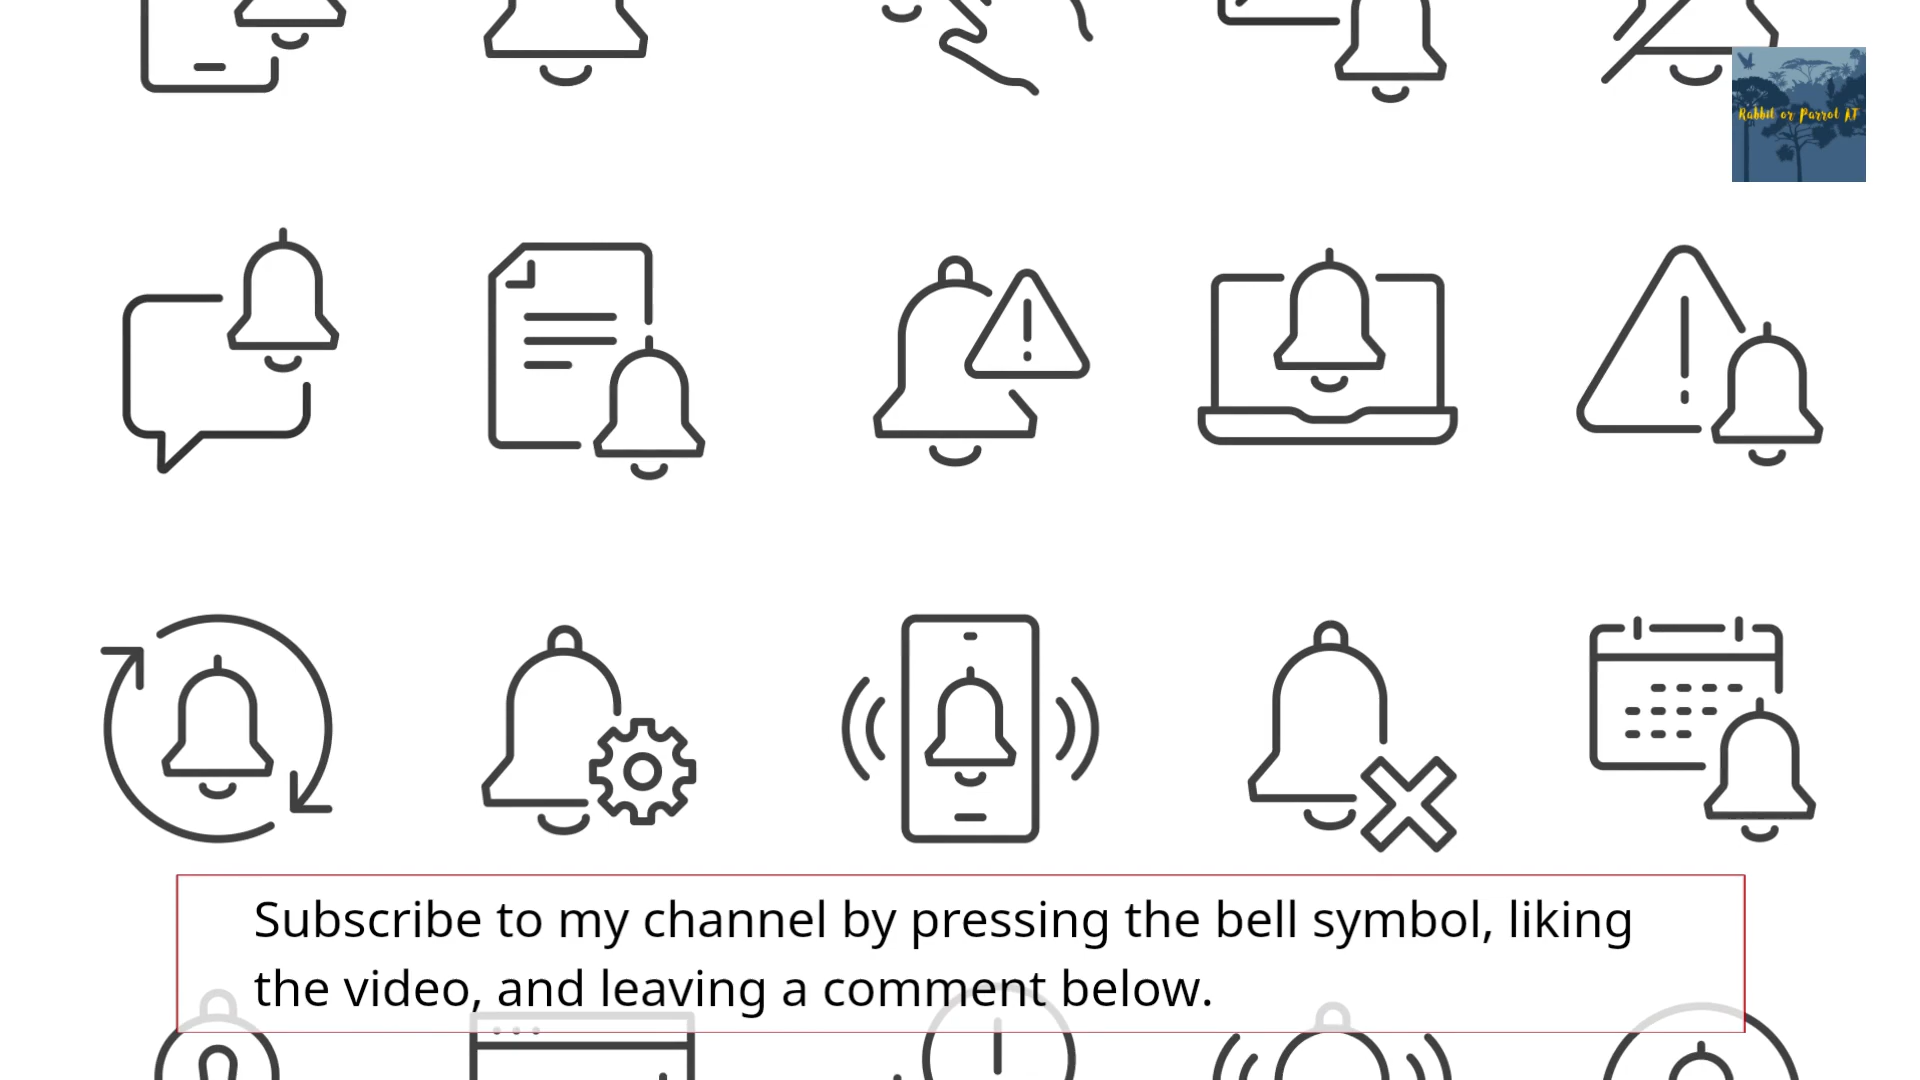 Rabbit or Parrot AT
Subscribe to my channel by pressing the bell symbol, liking
the video, and leaving a comment below.